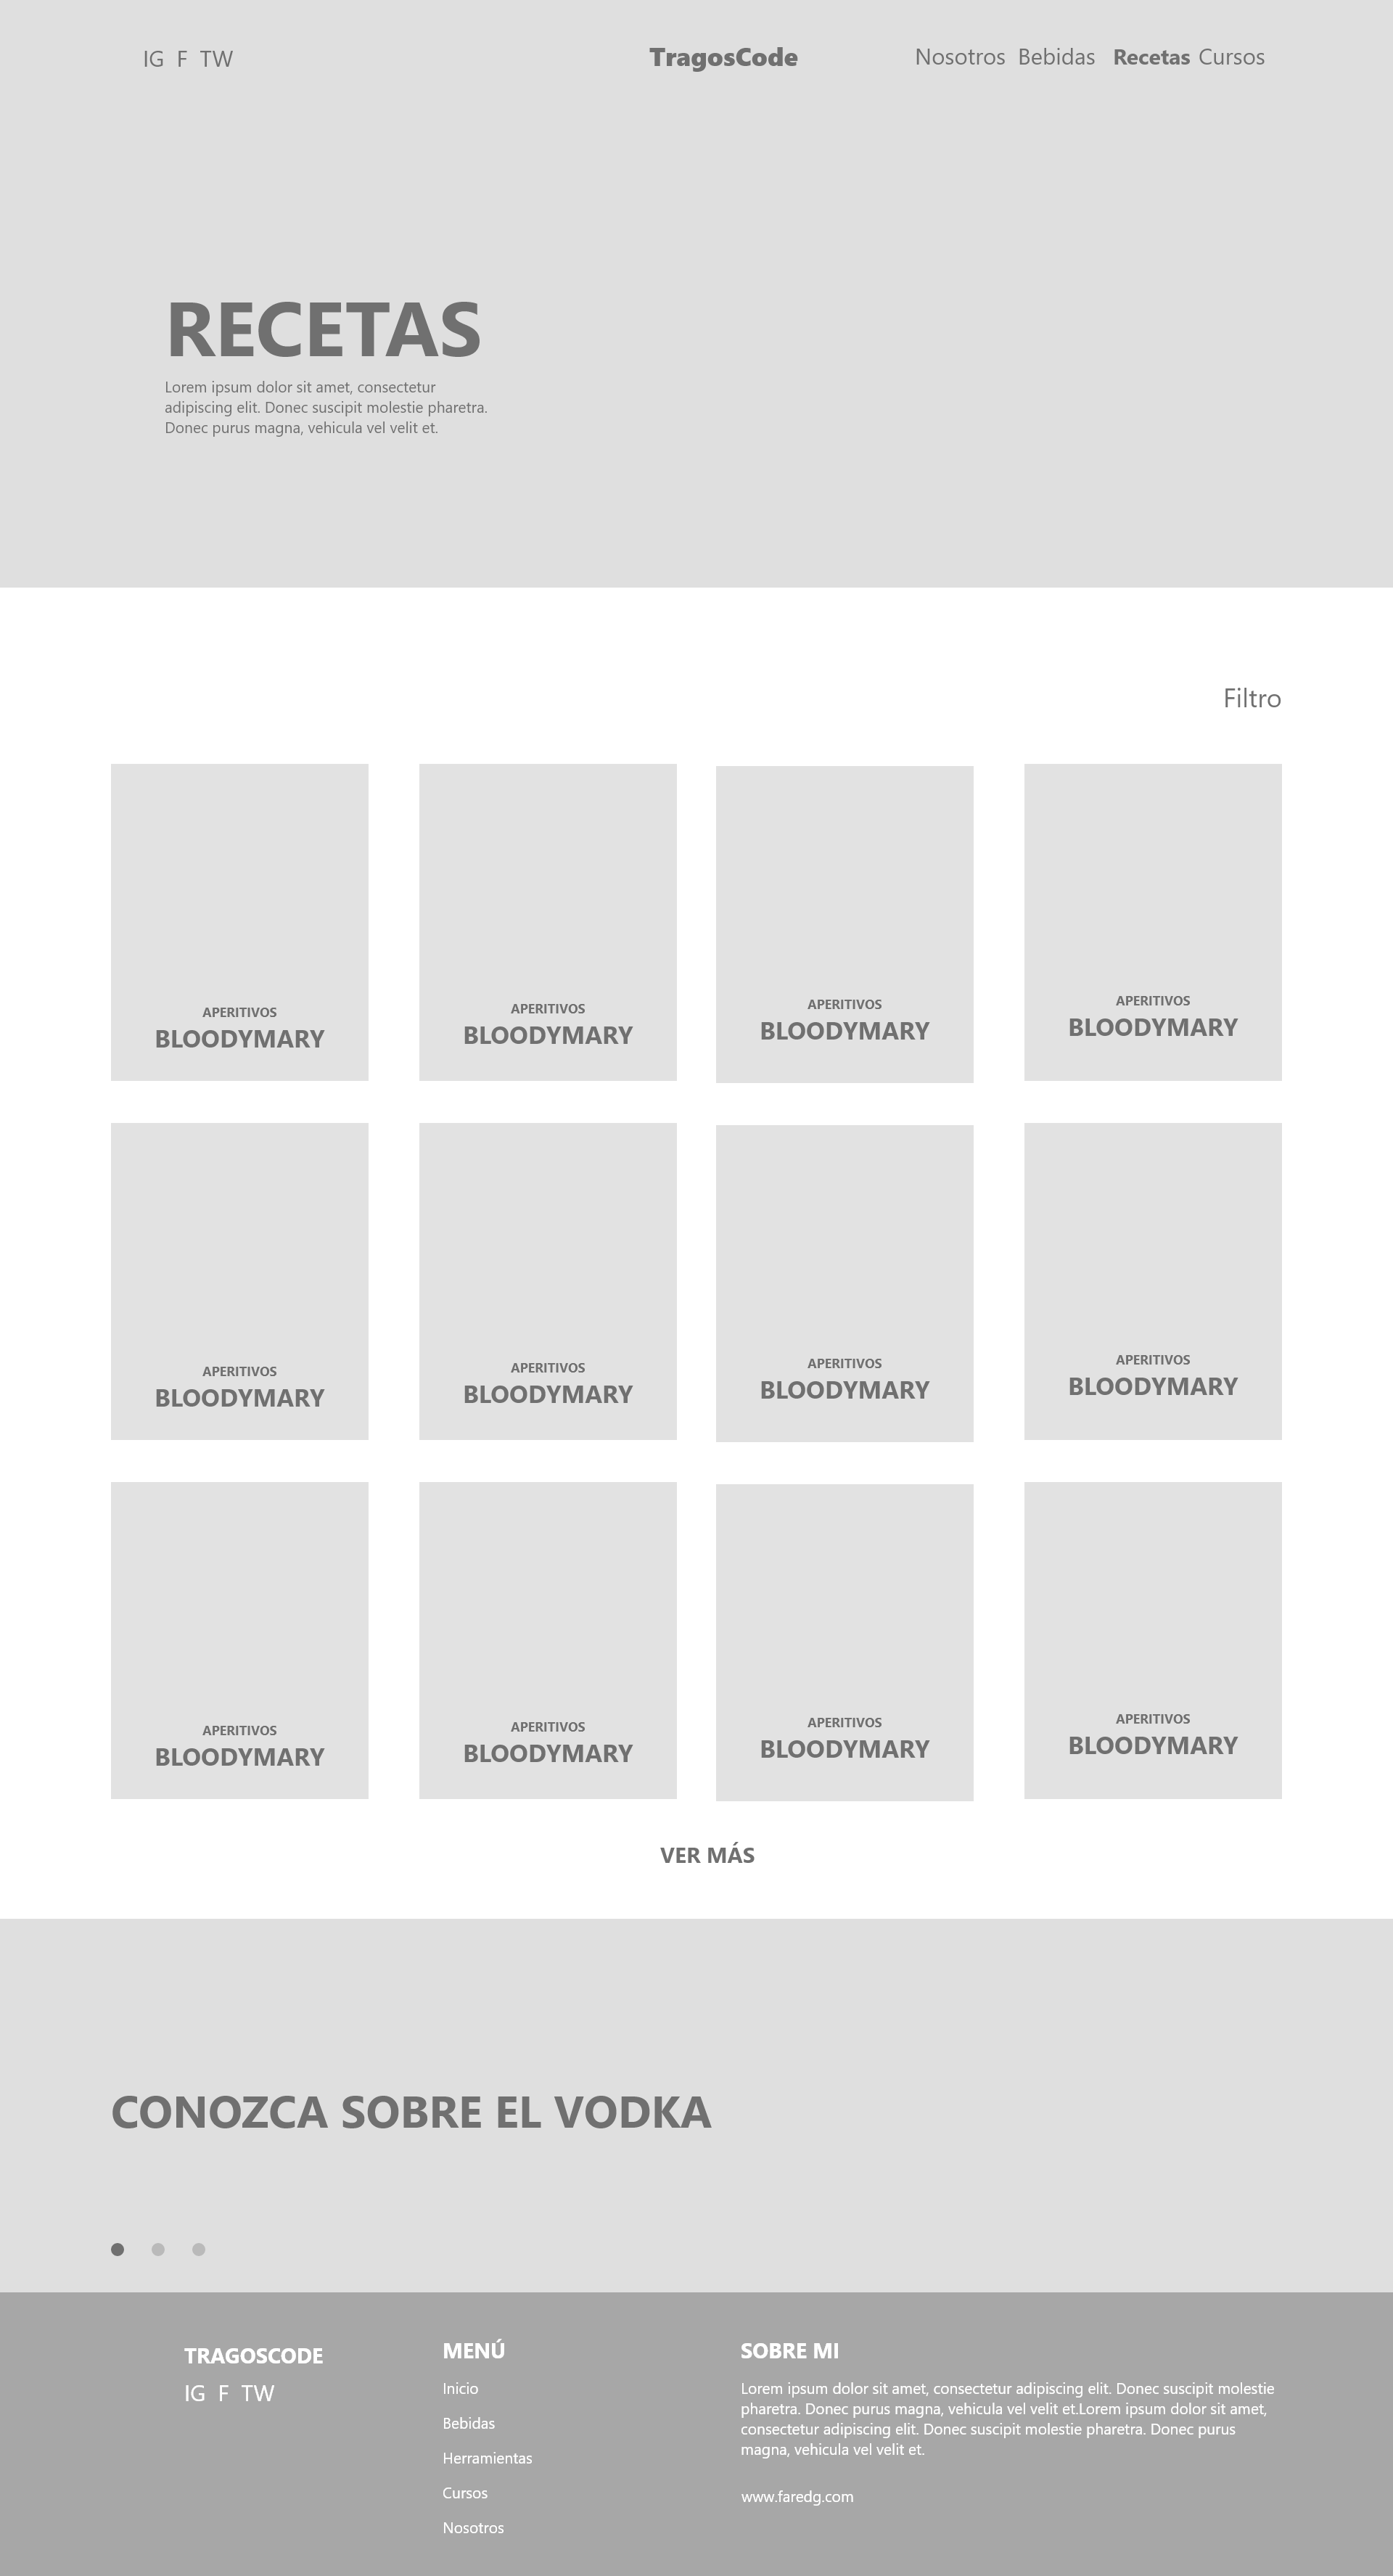 IG F TW
TragosCode
Nosotros Bebidas Recetas Cursos
RECETAS
Lorem ipsum dolor sit amet, consectetur
adipiscing elit. Donec suscipit molestie pharetra.
Donec purus magna, vehicula vel velit et.
Filtro
APERITIVOS
BLOODYMARY
APERITIVOS
BLOODYMARY
APERITIVOS
BLOODYMARY
APERITIVOS
BLOODYMARY
APERITIVOS
BLOODYMARY
APERITIVOS
BLOODYMARY
APERITIVOS
BLOODYMARY
APERITIVOS
BLOODYMARY
APERITIVOS
BLOODYMARY
APERITIVOS
BLOODYMARY
APERITIVOS
BLOODYMARY
APERITIVOS
BLOODYMARY
VER MÁS
CONOZCA SOBRE EL VODKA
TRAGOSCODE
IG F TW
MENÚ
Inicio
Bebidas
Herramientas
Cursos
Nosotros
SOBRE MI
Lorem ipsum dolor sit amet, consectetur adipiscing elit. Donec suscipit molestie
pharetra. Donec purus magna, vehicula vel velit et.Lorem ipsum dolor sit amet,
consectetur adipiscing elit. Donec suscipit molestie pharetra. Donec purus
magna, vehicula vel velit et.
www.faredg.com